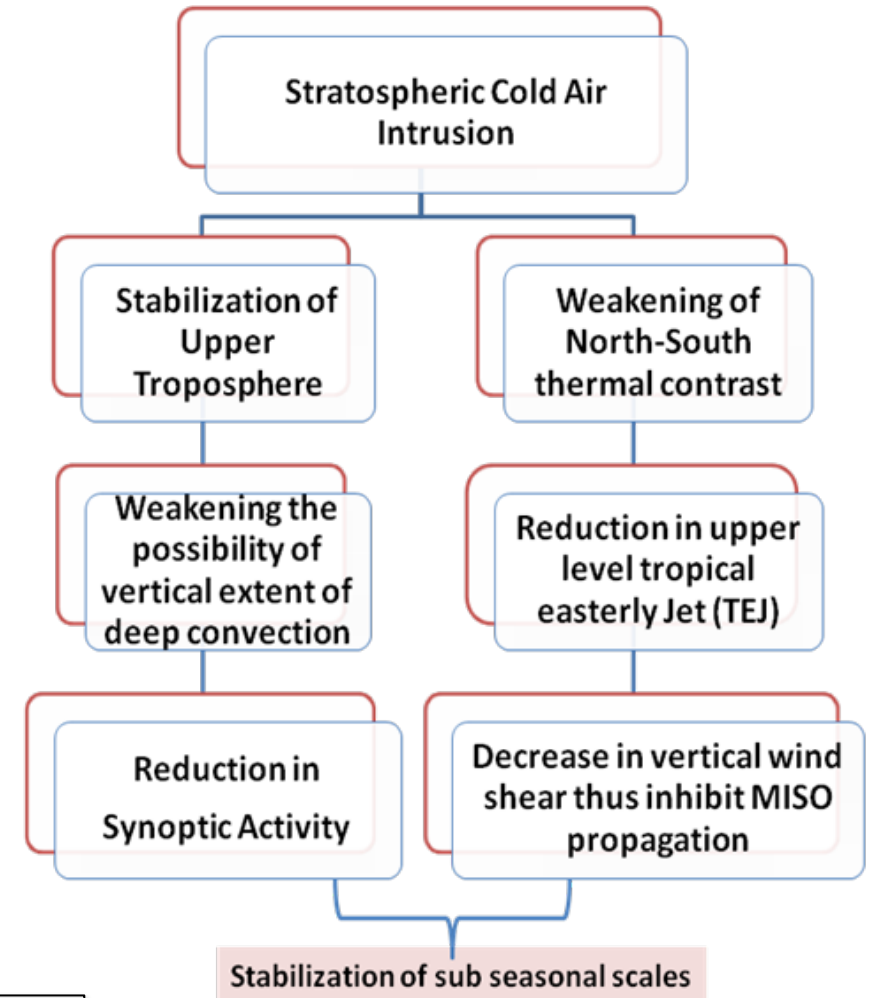 Stratospheric Cold Air
Intrusion
Stabilization of
Upper
Troposphere
Weakening of
North-South
thermal contrast
Weakening the
possibility of
vertical extent of
deep convection
Reduction in upper
level tropical
easterly Jet (TEJ)
Reduction in
Synoptic Activity
Decrease in vertical wind
shear thus inhibit MISO
propagation
Stabilization of sub seasonal scales